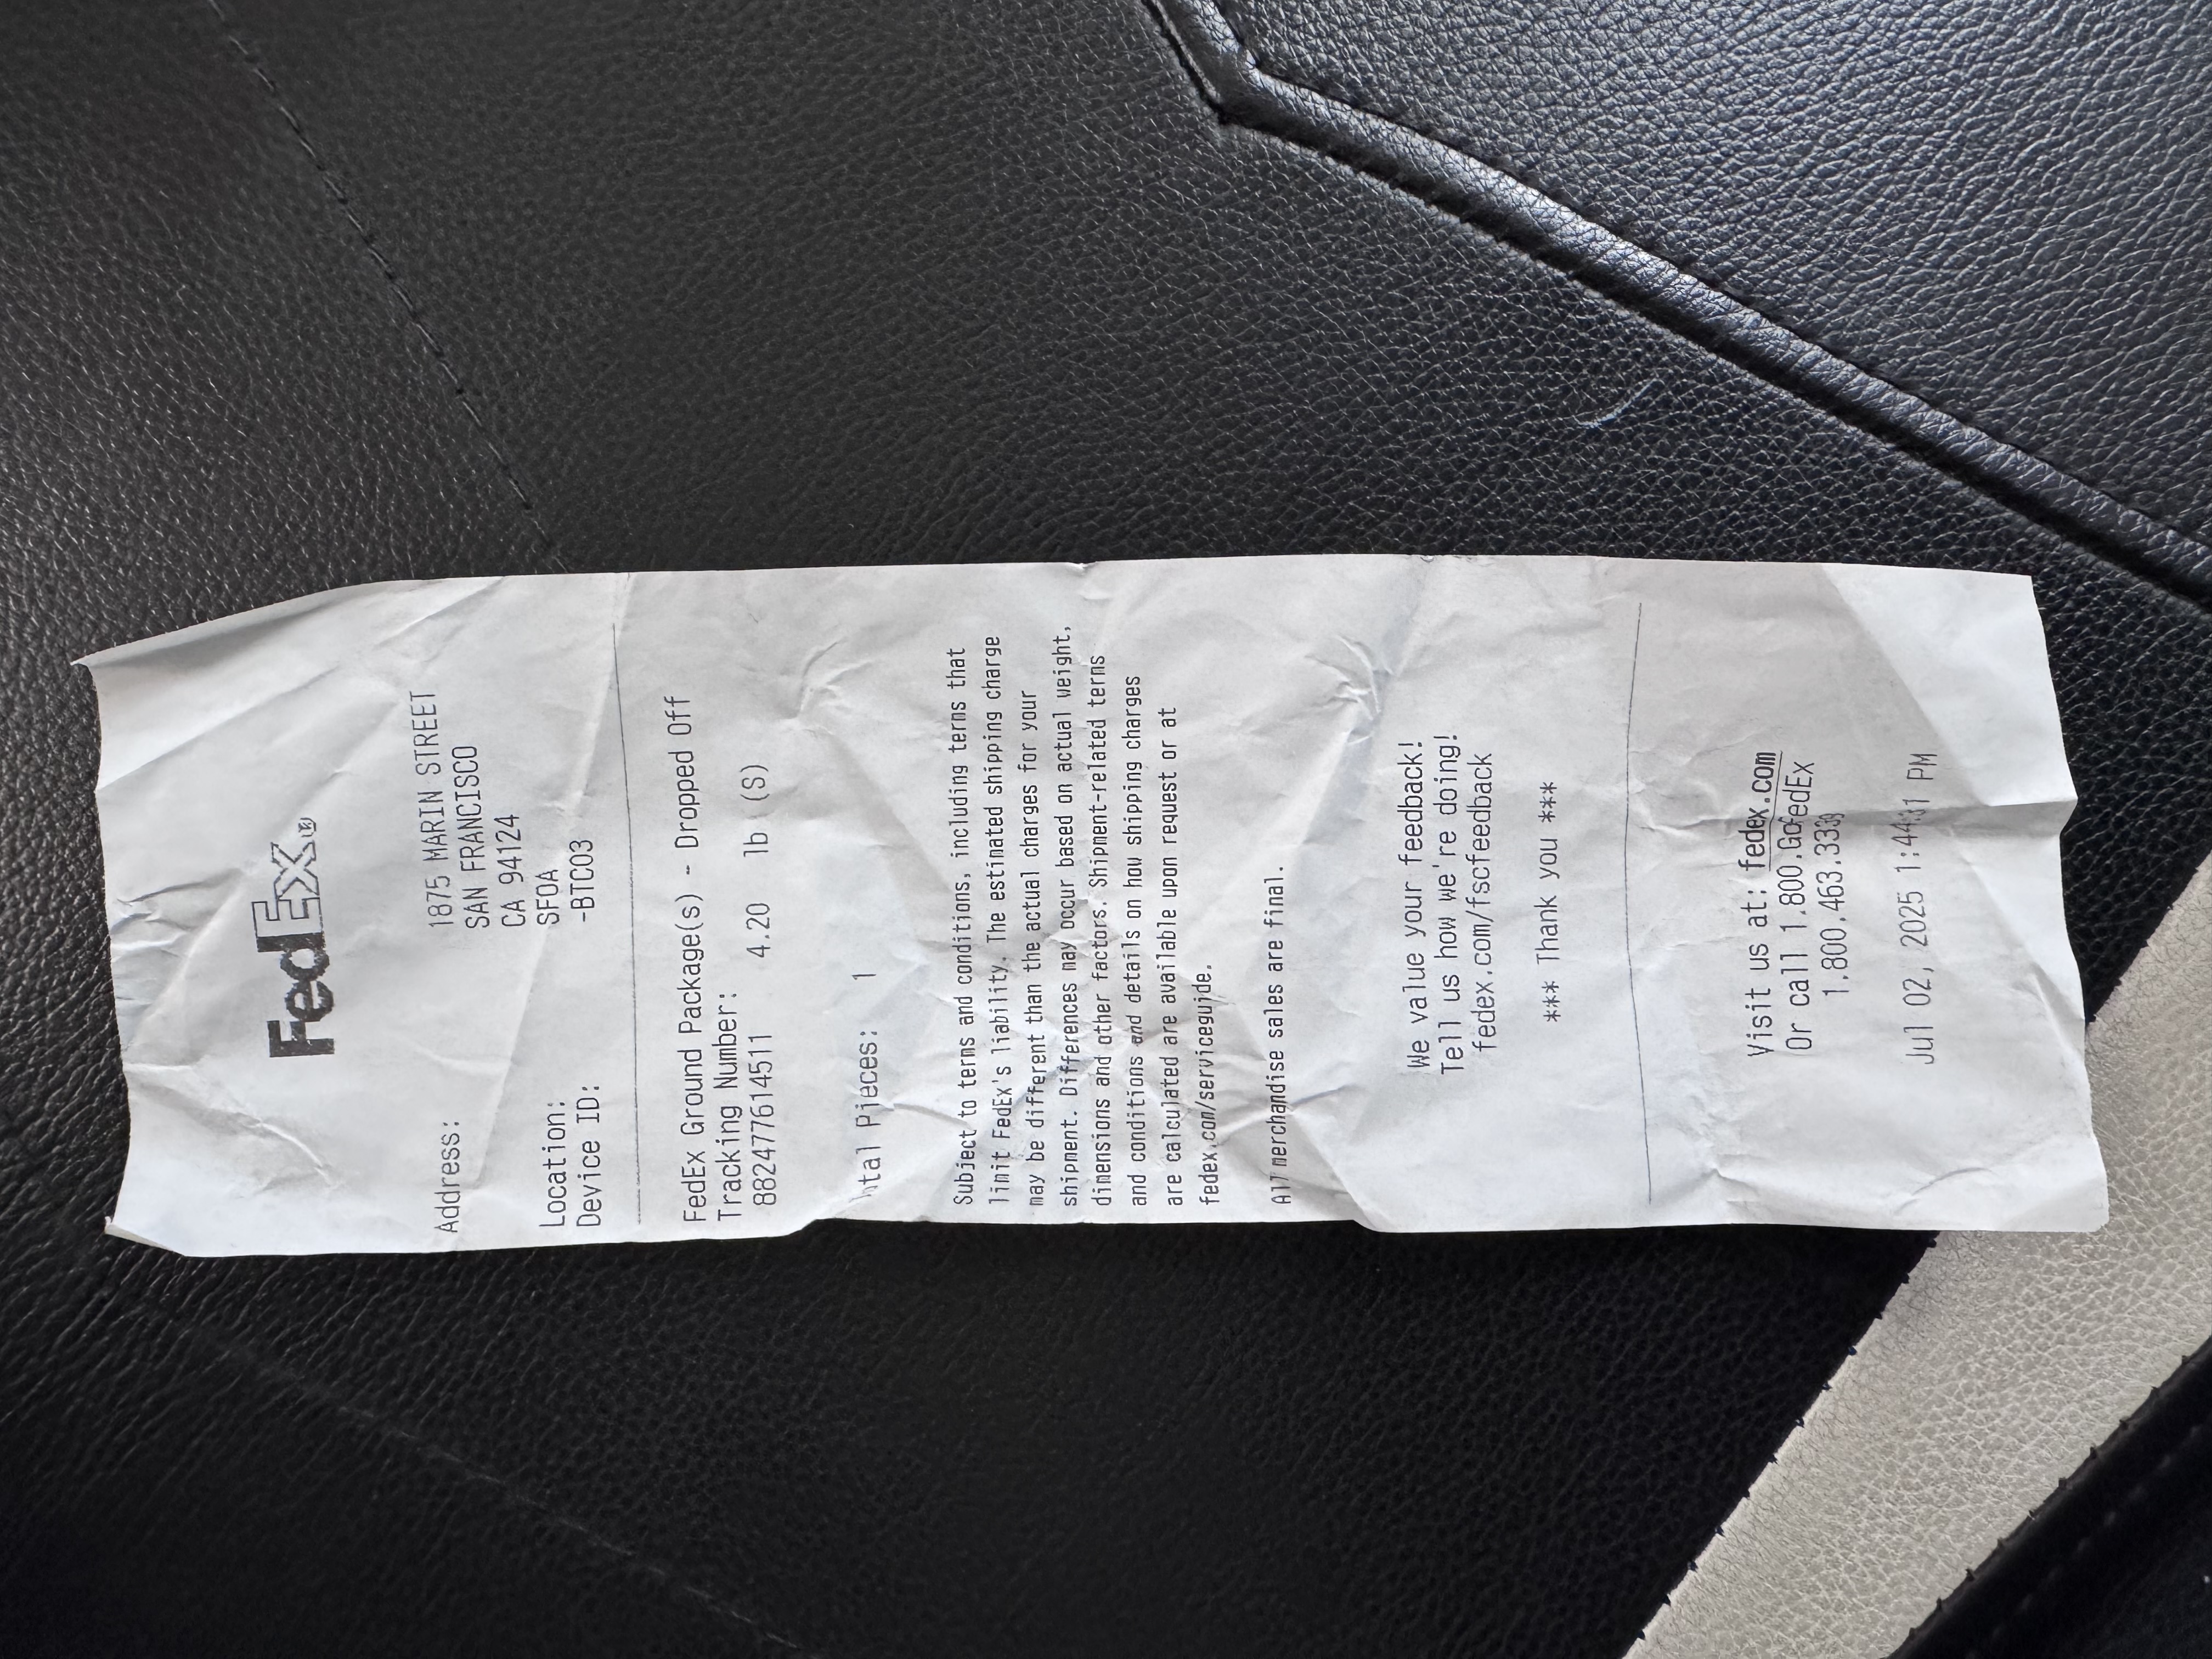 FedEx®
Address: 1875 MARIN STREET
SAN FRANCISCO
CA 94124
Location: SFOA
Device ID: -BTC03
FedEx Ground Package(s) - Dropped Off
Tracking Number:
882477614511 4.20 lb (S)
Total Pieces: 1
Subject to terms and conditions, including terms that
limit FedEx's liability. The estimated shipping charge
may be different than the actual charges for your
shipment. Differences may occur based on actual weight,
dimensions and other factors. Shipment-related terms
and conditions and details on how shipping charges
are calculated are available upon request or at
fedex.com/serviceguide.
All merchandise sales are final.
We value your feedback!
Tell us how we're doing!
fedex.com/fscfeedback
*** Thank you ***
Visit us at: fedex.com
Or call 1.800.GoFedEx
1.800.463.3339
Jul 02, 2025 PM